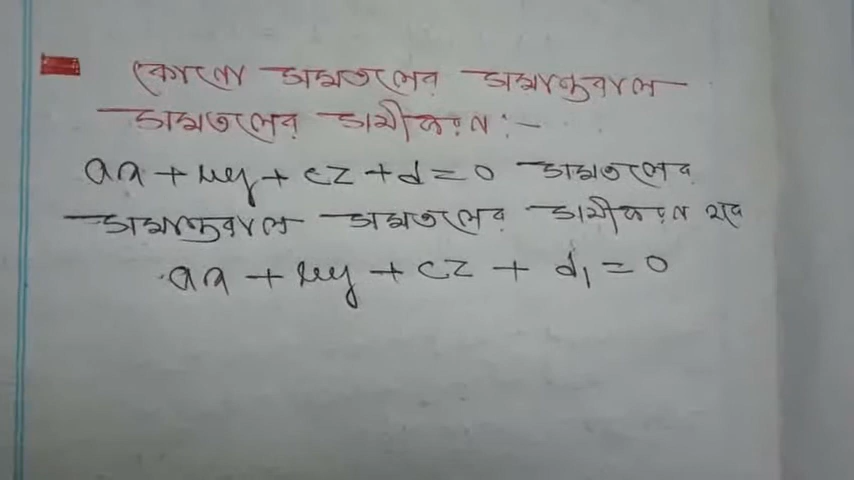 কোনো সমতলের সমান্তরাল
সমতলের সমীকরণ :-
ax + by + cz + d = 0 সমতলের
সমান্তরাল সমতলের সমীকরণ হবে
ax + by + cz + d₁ = 0